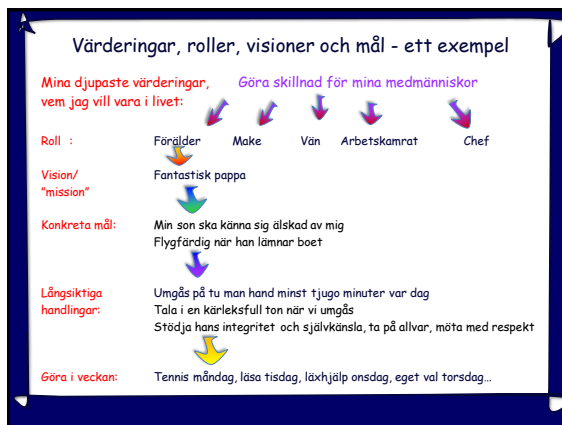 Värderingar, roller, visioner och mål - ett exempel
Mina djupaste värderingar, Göra skillnad för mina medmänniskor
vem jag vill vara i livet:
Roll : Förälder Make Vän Arbetskamrat Chef
Vision/ Fantastisk pappa
"mission"
Konkreta mål: Min son ska känna sig älskad av mig
Flygfärdig när han lämnar boet
Långsiktiga Umgås på tu man hand minst tjugo minuter var dag
handlingar: Tala i en kärleksfull ton när vi umgås
Stödja hans integritet och självkänsla, ta på allvar, möta med respekt
Göra i veckan: Tennis måndag, läsa tisdag, läxhjälp onsdag, eget val torsdag…